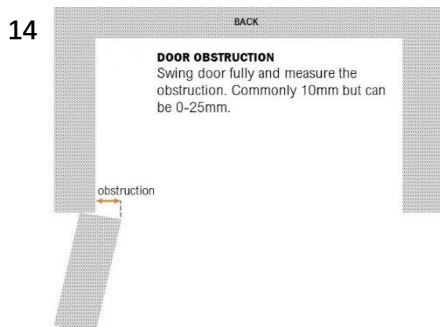 14
BACK
DOOR OBSTRUCTION
Swing door fully and measure the
obstruction. Commonly 10mm but can
be 0-25mm.
obstruction